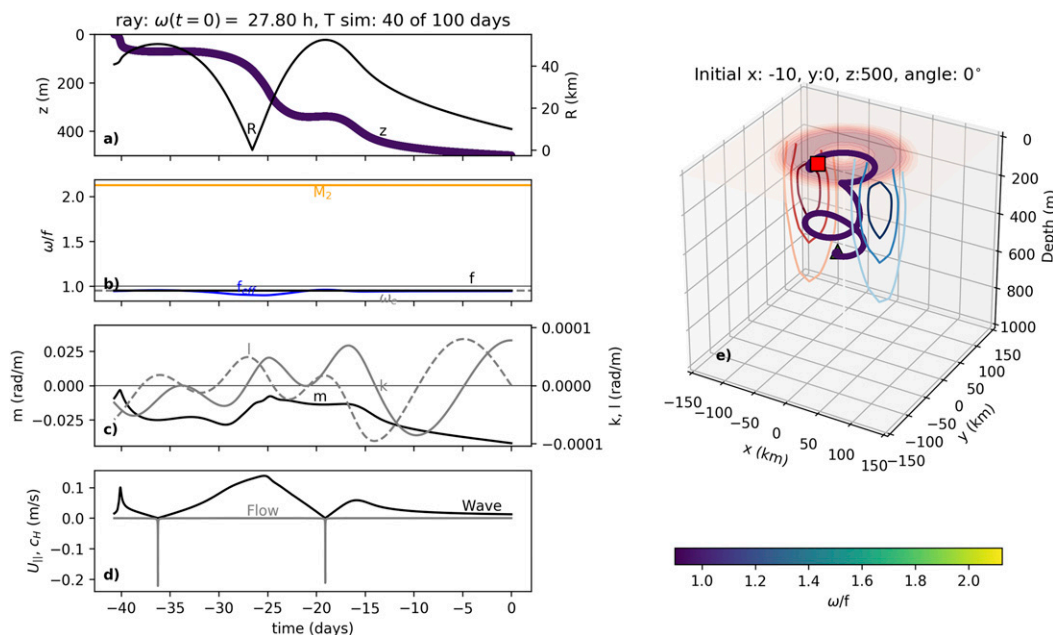 ray: ω(t = 0) = 27.80 h, T sim: 40 of 100 days
0
200
400
z (m)
40
20
0
R (km)
R
z
a)
2.0
1.5
1.0
ω/f
M2
feff
f
ωe
b)
0.025
0.000
−0.025
m (rad/m)
0.0001
0.0000
−0.0001
k, l (rad/m)
l
k
m
c)
0.1
0.0
−0.1
−0.2
U||, cH (m/s)
Flow
Wave
d)
−40 −35 −30 −25 −20 −15 −10 −5 0
time (days)
Initial x: -10, y:0, z:500, angle: 0°
0
200
400
600
800
1000
Depth (m)
e)
−150
−100
−50
0
50
100
150
x (km)
−150
−100
−50
0
50
100
150
y (km)
1.0 1.2 1.4 1.6 1.8 2.0
ω/f